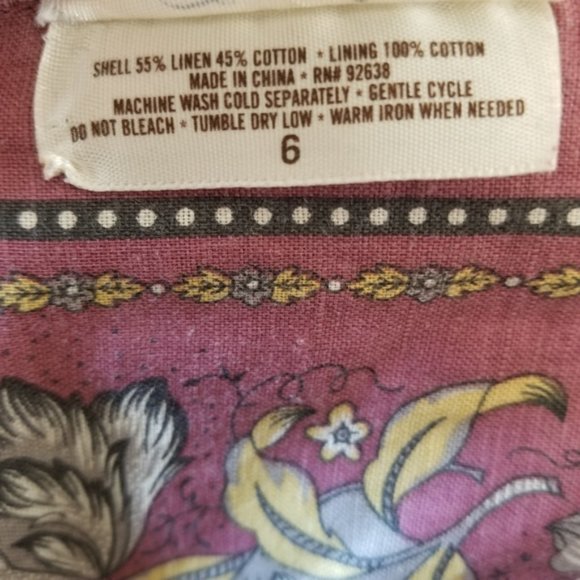 SHELL 55% LINEN 45% COTTON * LINING 100% COTTON
MADE IN CHINA * RN# 92638
MACHINE WASH COLD SEPARATELY * GENTLE CYCLE
DO NOT BLEACH * TUMBLE DRY LOW * WARM IRON WHEN NEEDED
6